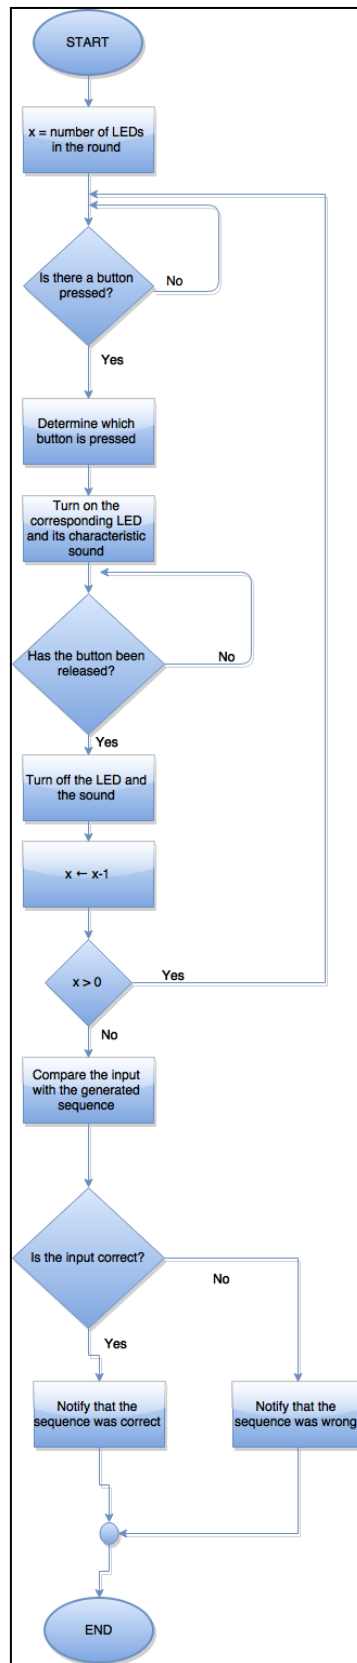 START
x = number of LEDs
in the round
Is there a button
pressed?
No
Yes
Determine which
button is pressed
Turn on the
corresponding LED
and its characteristic
sound
Has the button been
released?
No
Yes
Turn off the LED and
the sound
x ← x-1
x > 0
Yes
No
Compare the input
with the generated
sequence
Is the input correct?
No
Yes
Notify that the
sequence was correct
Notify that the
sequence was wrong
END